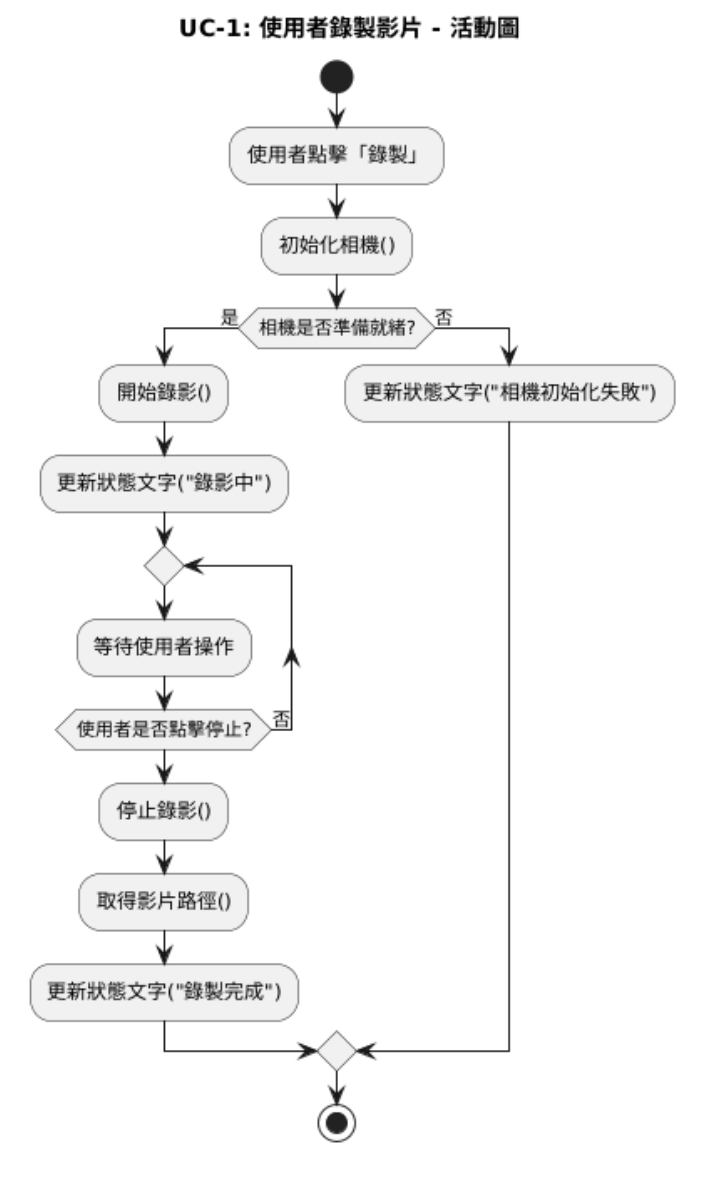 UC-1: 使用者錄製影片 - 活動圖
使用者點擊「錄製」
初始化相機()
是
相機是否準備就緒?
否
開始錄影()
更新狀態文字("相機初始化失敗")
更新狀態文字("錄影中")
等待使用者操作
使用者是否點擊停止?
否
停止錄影()
取得影片路徑()
更新狀態文字("錄製完成")